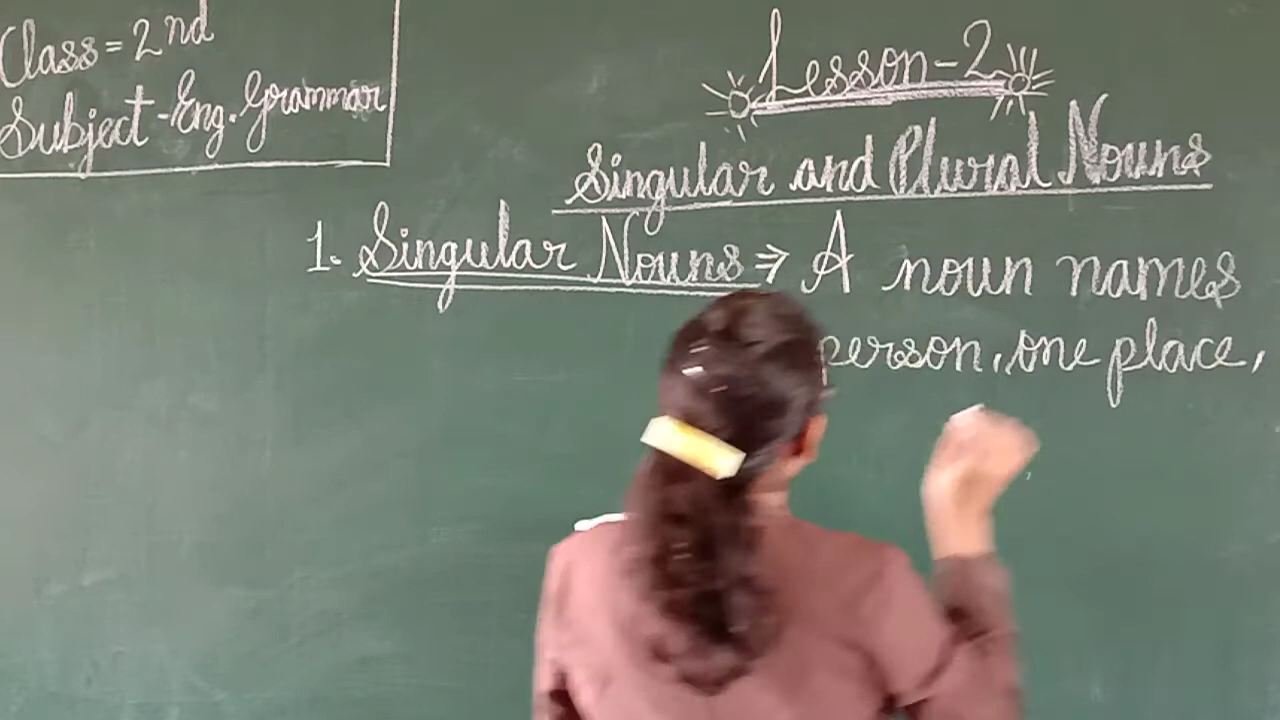 Class = 2nd
Subject - Eng. Grammar
Lesson - 2
Singular and Plural Nouns
1. Singular Nouns ⇒ A noun names
person, one place,